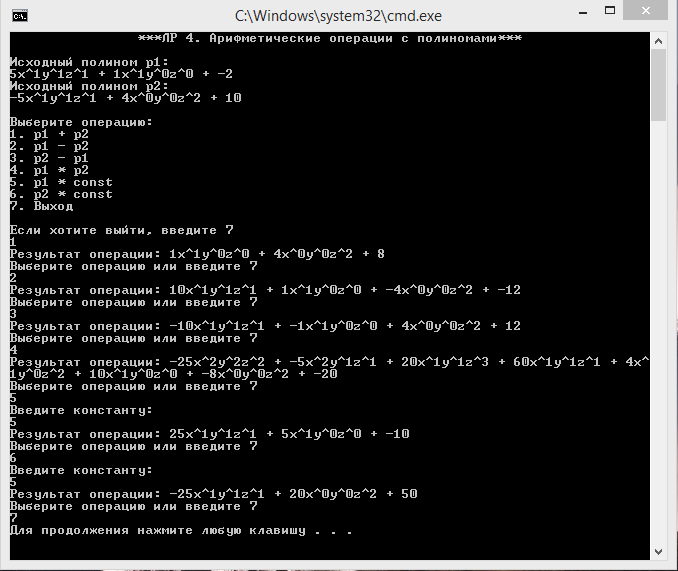 C:\Windows\system32\cmd.exe
***ЛР 4. Арифметические операции с полиномами***
Исходный полином p1:
5x^1y^1z^1 + 1x^1y^0z^0 + -2
Исходный полином p2:
-5x^1y^1z^1 + 4x^0y^0z^2 + 10
Выберите операцию:
1. p1 + p2
2. p1 - p2
3. p2 - p1
4. p1 * p2
5. p1 * const
6. p2 * const
7. Выход
Если хотите выйти, введите 7
1
Результат операции: 1x^1y^0z^0 + 4x^0y^0z^2 + 8
Выберите операцию или введите 7
2
Результат операции: 10x^1y^1z^1 + 1x^1y^0z^0 + -4x^0y^0z^2 + -12
Выберите операцию или введите 7
3
Результат операции: -10x^1y^1z^1 + -1x^1y^0z^0 + 4x^0y^0z^2 + 12
Выберите операцию или введите 7
4
Результат операции: -25x^2y^2z^2 + -5x^2y^1z^1 + 20x^1y^1z^3 + 60x^1y^1z^1 + 4x^
1y^0z^2 + 10x^1y^0z^0 + -8x^0y^0z^2 + -20
Выберите операцию или введите 7
5
Введите константу:
5
Результат операции: 25x^1y^1z^1 + 5x^1y^0z^0 + -10
Выберите операцию или введите 7
6
Введите константу:
5
Результат операции: -25x^1y^1z^1 + 20x^0y^0z^2 + 50
Выберите операцию или введите 7
7
Для продолжения нажмите любую клавишу . . .